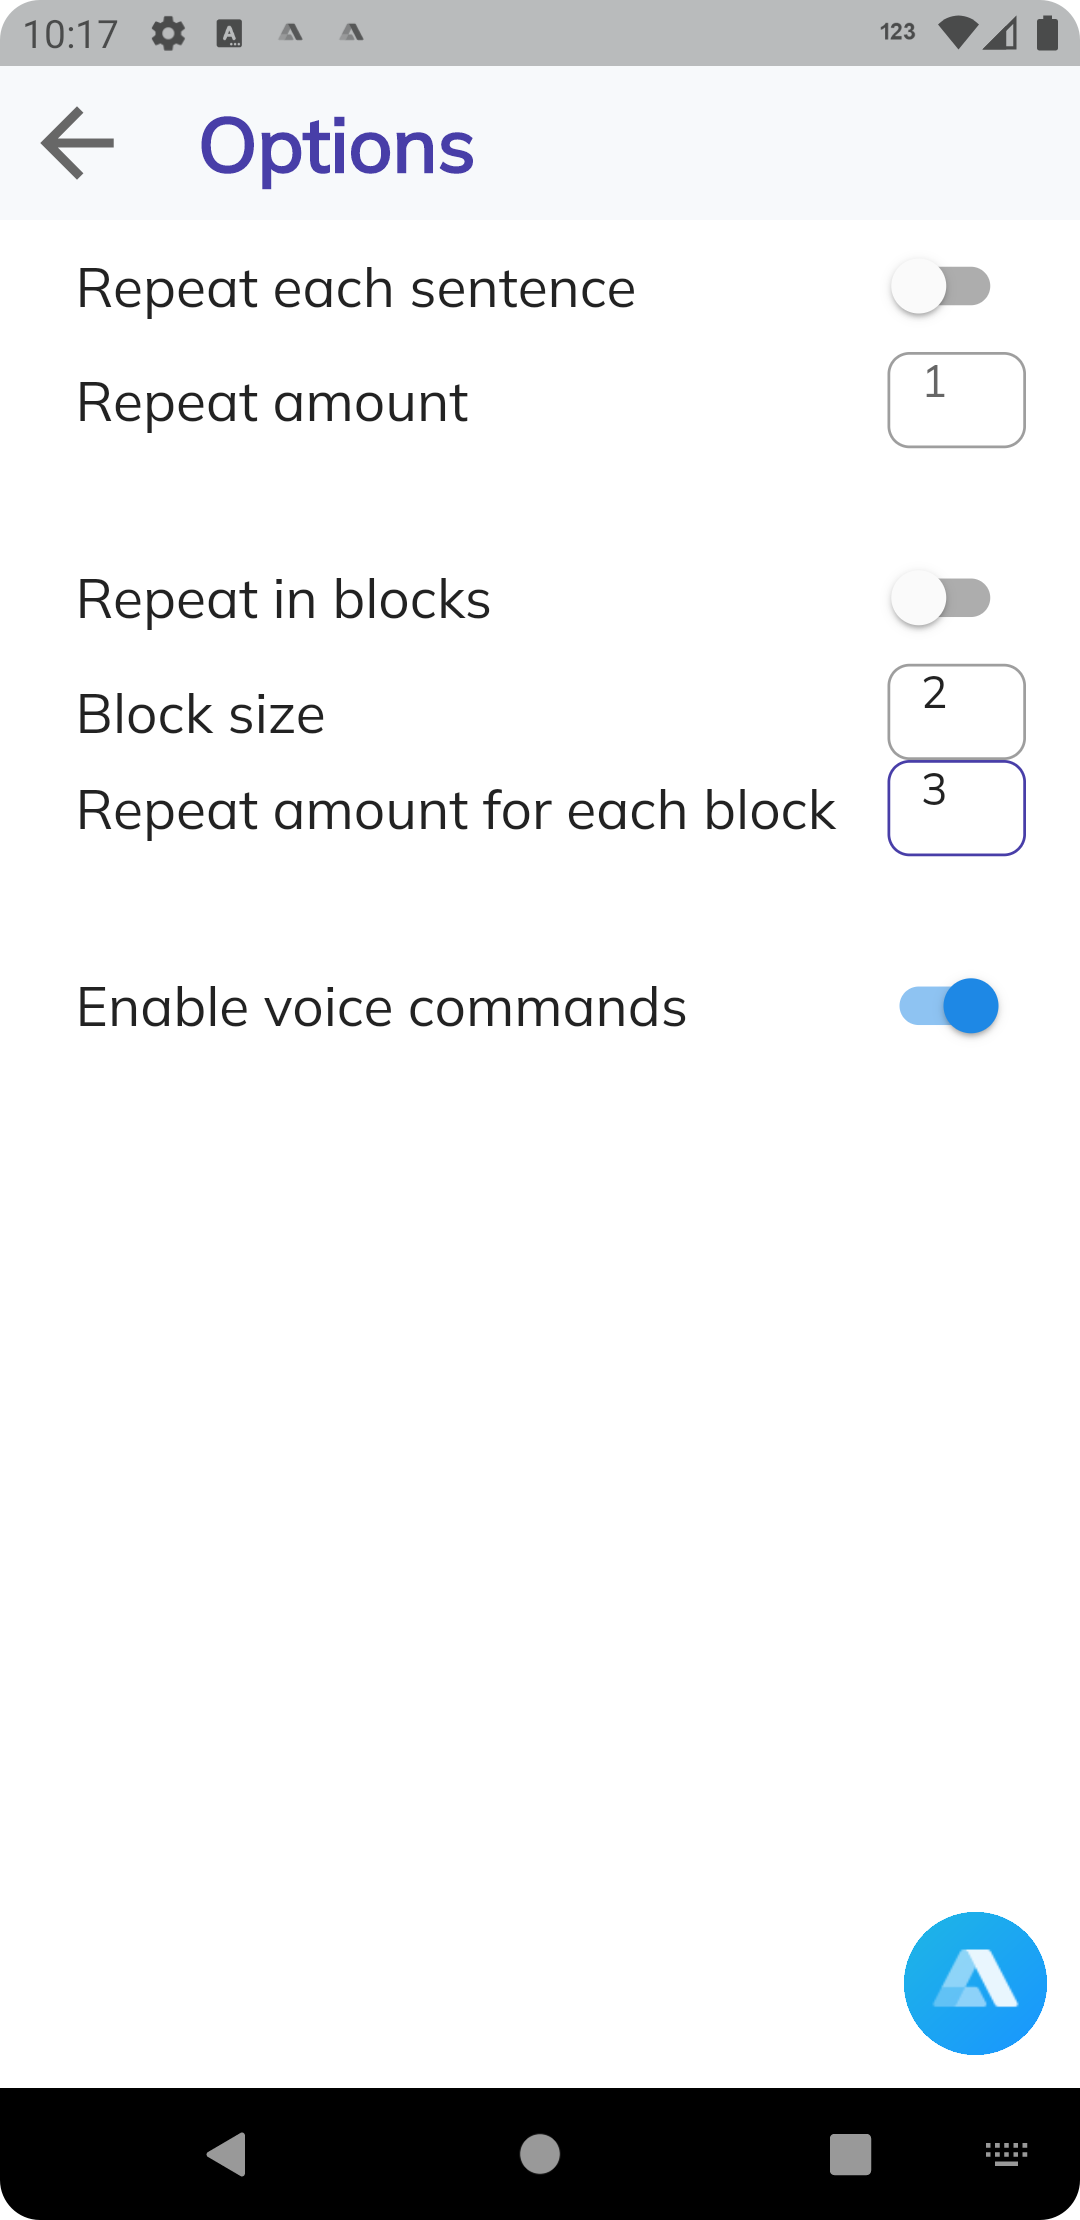 10:17
123
Options
Repeat each sentence
Repeat amount 1
Repeat in blocks
Block size 2
Repeat amount for each block 3
Enable voice commands